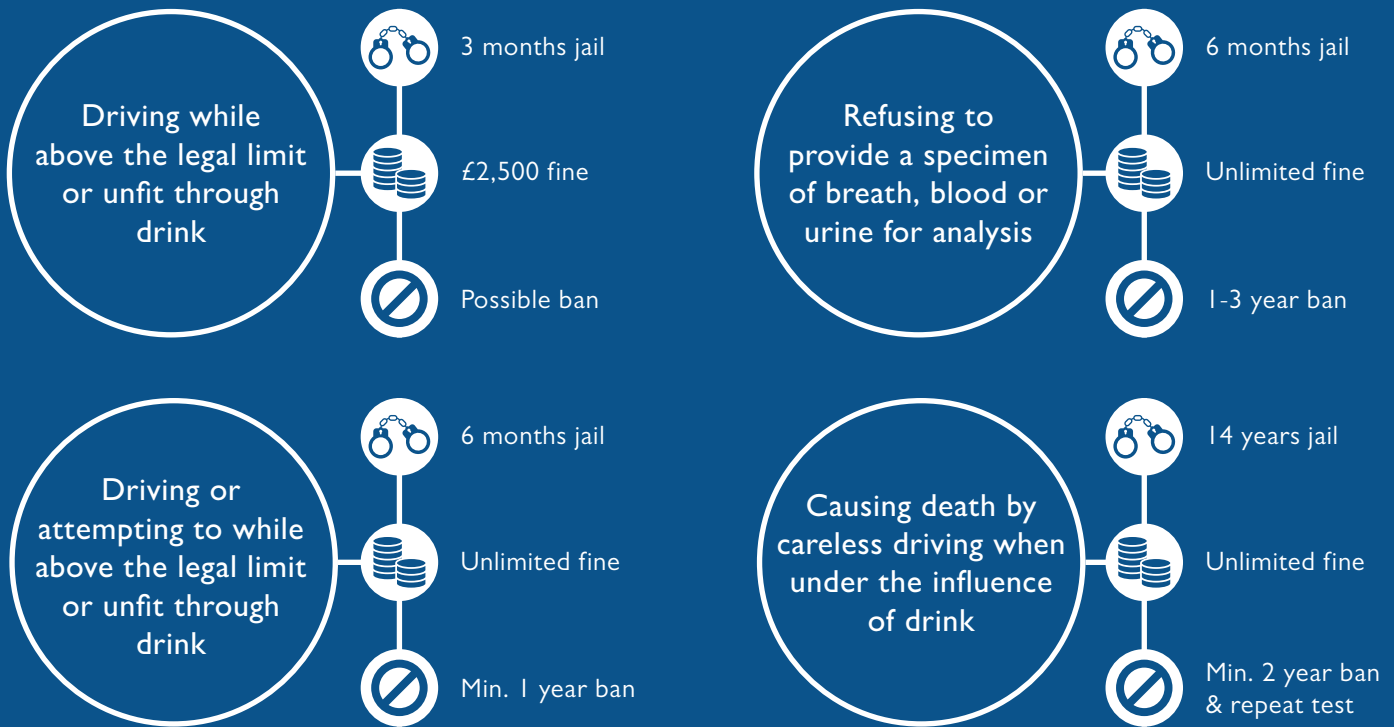 Driving while
above the legal limit
or unfit through
drink
3 months jail
£2,500 fine
Possible ban
Refusing to
provide a specimen
of breath, blood or
urine for analysis
6 months jail
Unlimited fine
1-3 year ban
Driving or
attempting to while
above the legal limit
or unfit through
drink
6 months jail
Unlimited fine
Min. 1 year ban
Causing death by
careless driving when
under the influence
of drink
14 years jail
Unlimited fine
Min. 2 year ban
& repeat test